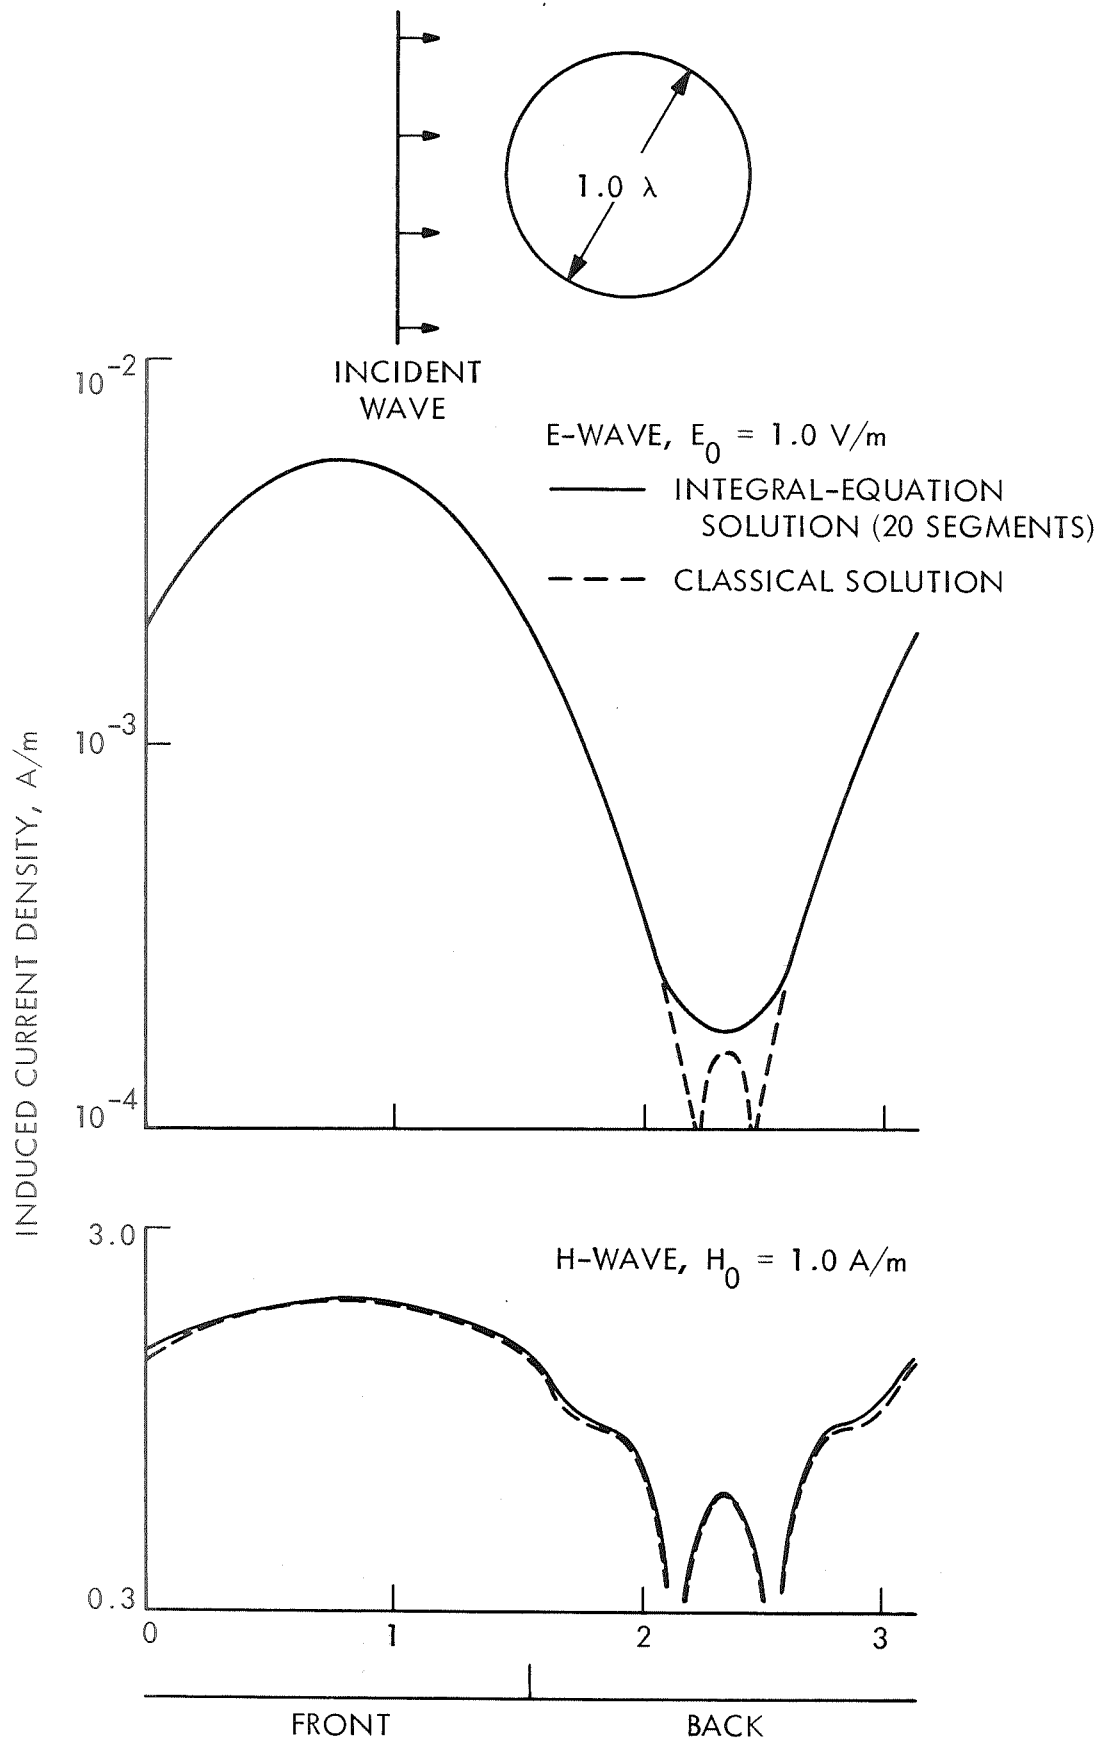 1.0 λ
INCIDENT
WAVE
10⁻²
E-WAVE, E₀ = 1.0 V/m
INTEGRAL-EQUATION
SOLUTION (20 SEGMENTS)
CLASSICAL SOLUTION
10⁻³
10⁻⁴
INDUCED CURRENT DENSITY, A/m
3.0
H-WAVE, H₀ = 1.0 A/m
0.3
0 1 2 3
FRONT BACK